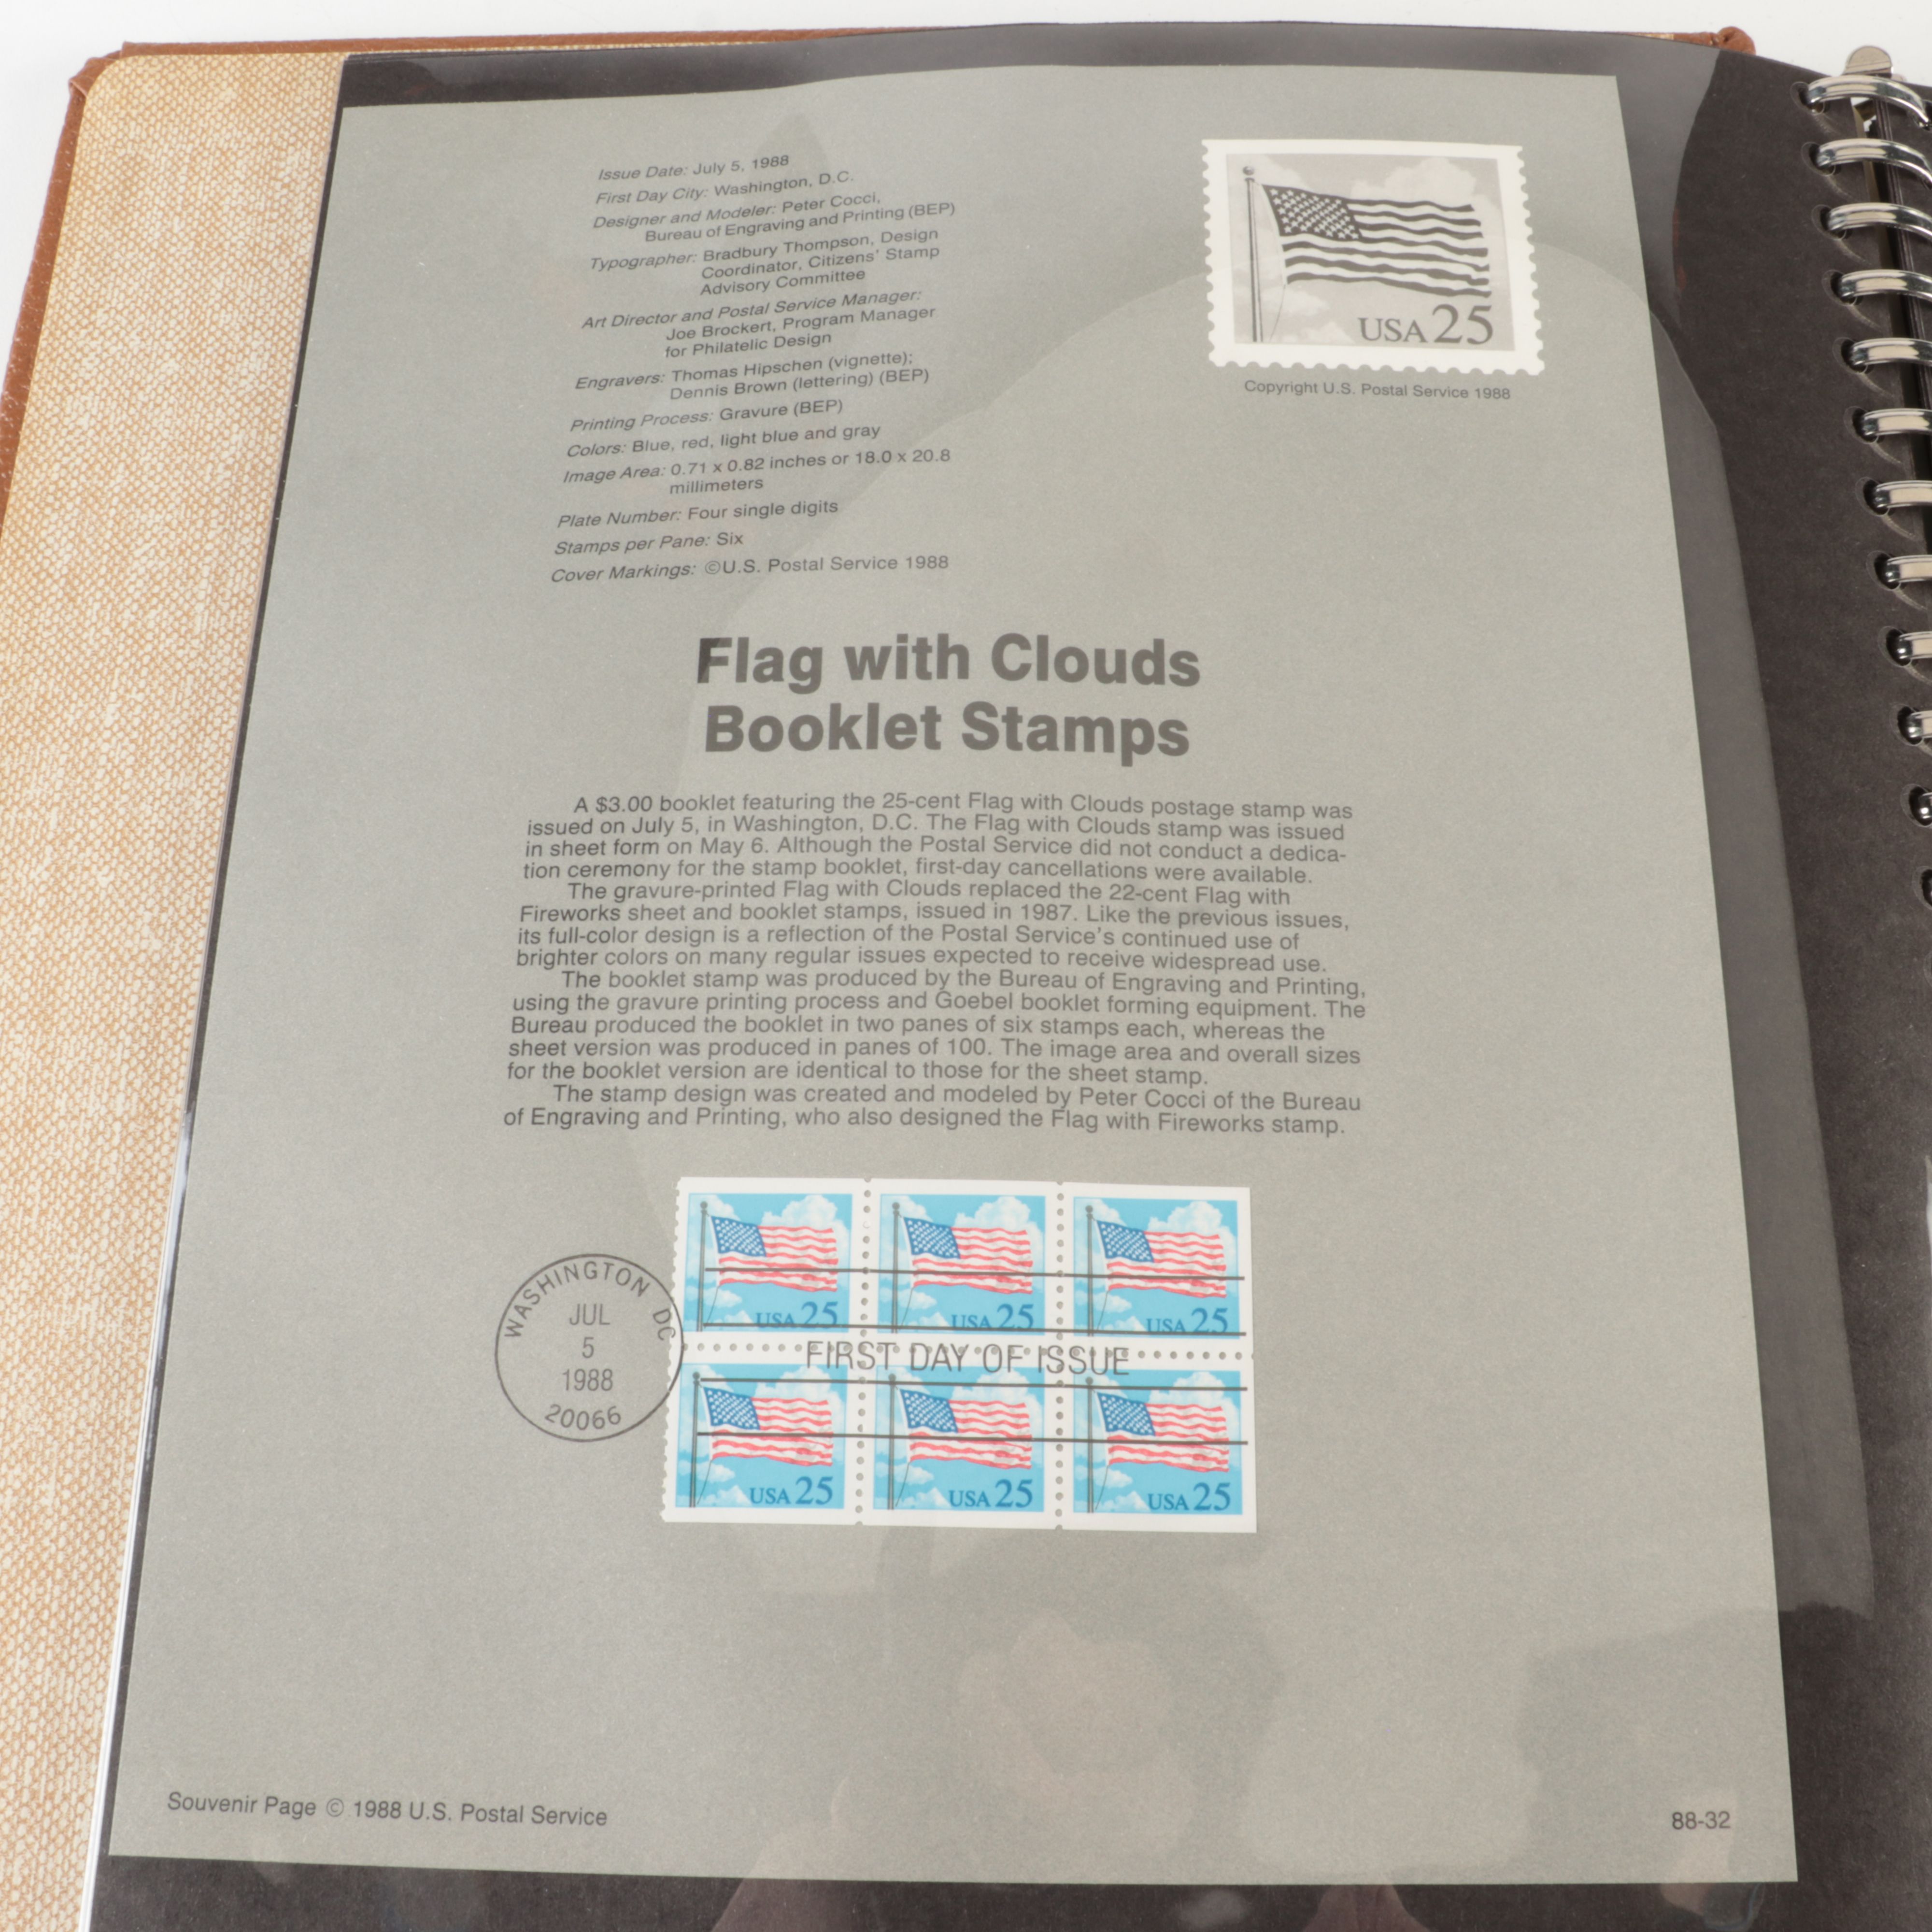 Issue Date: July 5, 1988
First Day City: Washington, D.C.
Designer and Modeler: Peter Cocci,
Bureau of Engraving and Printing (BEP)
Typographer: Bradbury Thompson, Design
Coordinator, Citizens' Stamp
Advisory Committee
Art Director and Postal Service Manager:
Joe Brockert, Program Manager
for Philatelic Design
Engravers: Thomas Hipschen (vignette);
Dennis Brown (lettering) (BEP)
Printing Process: Gravure (BEP)
Colors: Blue, red, light blue and gray
Image Area: 0.71 x 0.82 inches or 18.0 x 20.8
millimeters
Plate Number: Four single digits
Stamps per Pane: Six
Cover Markings: ©U.S. Postal Service 1988
USA 25
Copyright U.S. Postal Service 1988
Flag with Clouds
Booklet Stamps
A $3.00 booklet featuring the 25-cent Flag with Clouds postage stamp was
issued on July 5, in Washington, D.C. The Flag with Clouds stamp was issued
in sheet form on May 6. Although the Postal Service did not conduct a dedica-
tion ceremony for the stamp booklet, first-day cancellations were available.
The gravure-printed Flag with Clouds replaced the 22-cent Flag with
Fireworks sheet and booklet stamps, issued in 1987. Like the previous issues,
its full-color design is a reflection of the Postal Service's continued use of
brighter colors on many regular issues expected to receive widespread use.
The booklet stamp was produced by the Bureau of Engraving and Printing,
using the gravure printing process and Goebel booklet forming equipment. The
Bureau produced the booklet in two panes of six stamps each, whereas the
sheet version was produced in panes of 100. The image area and overall sizes
for the booklet version are identical to those for the sheet stamp.
The stamp design was created and modeled by Peter Cocci of the Bureau
of Engraving and Printing, who also designed the Flag with Fireworks stamp.
WASHINGTON DC
JUL
5
1988
20066
USA 25
USA 25
USA 25
FIRST DAY OF ISSUE
USA 25
USA 25
USA 25
Souvenir Page © 1988 U.S. Postal Service
88-32